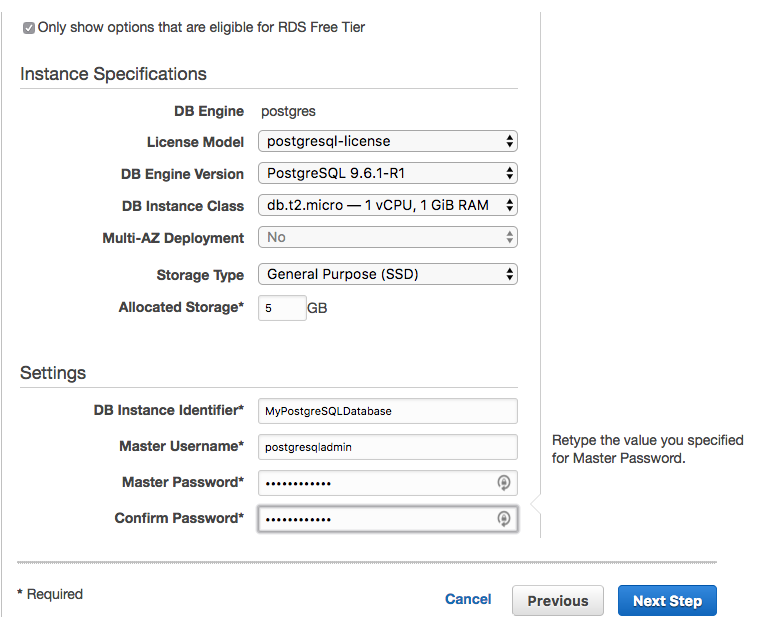 Only show options that are eligible for RDS Free Tier
Instance Specifications
DB Engine postgres
License Model postgresql-license
DB Engine Version PostgreSQL 9.6.1-R1
DB Instance Class db.t2.micro — 1 vCPU, 1 GiB RAM
Multi-AZ Deployment No
Storage Type General Purpose (SSD)
Allocated Storage* 5 GB
Settings
DB Instance Identifier* MyPostgreSQLDatabase
Master Username* postgresqladmin
Master Password* ••••••••••••
Confirm Password* ••••••••••••
Retype the value you specified
for Master Password.
* Required
Cancel Previous Next Step